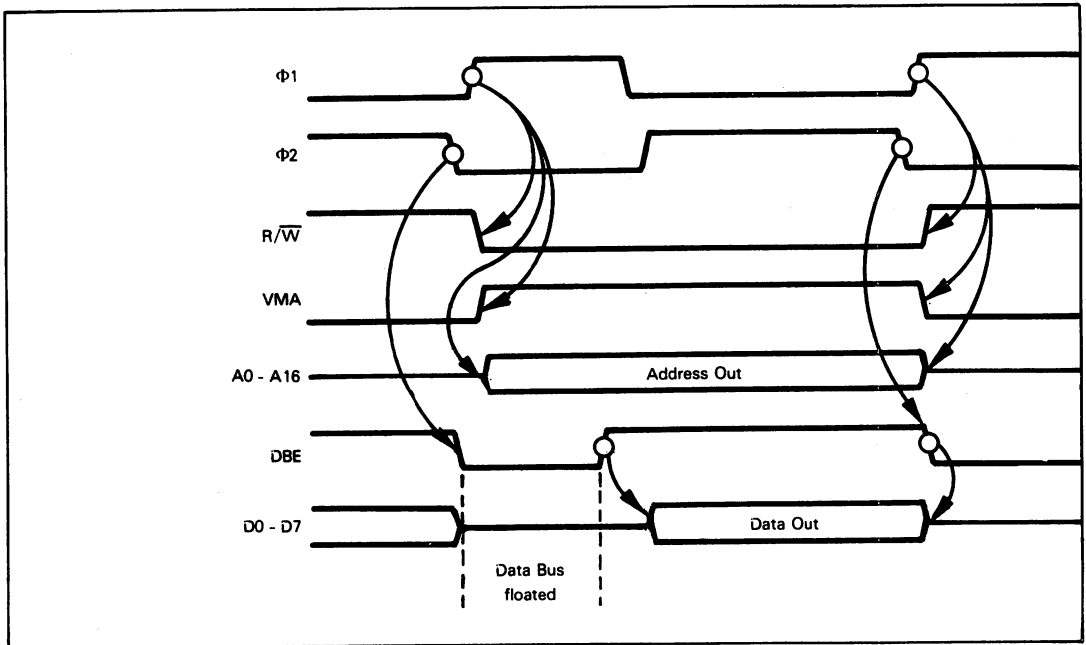 Φ1
Φ2
R/W̅
VMA
A0 - A16
Address Out
DBE
D0 - D7
Data Out
Data Bus
floated